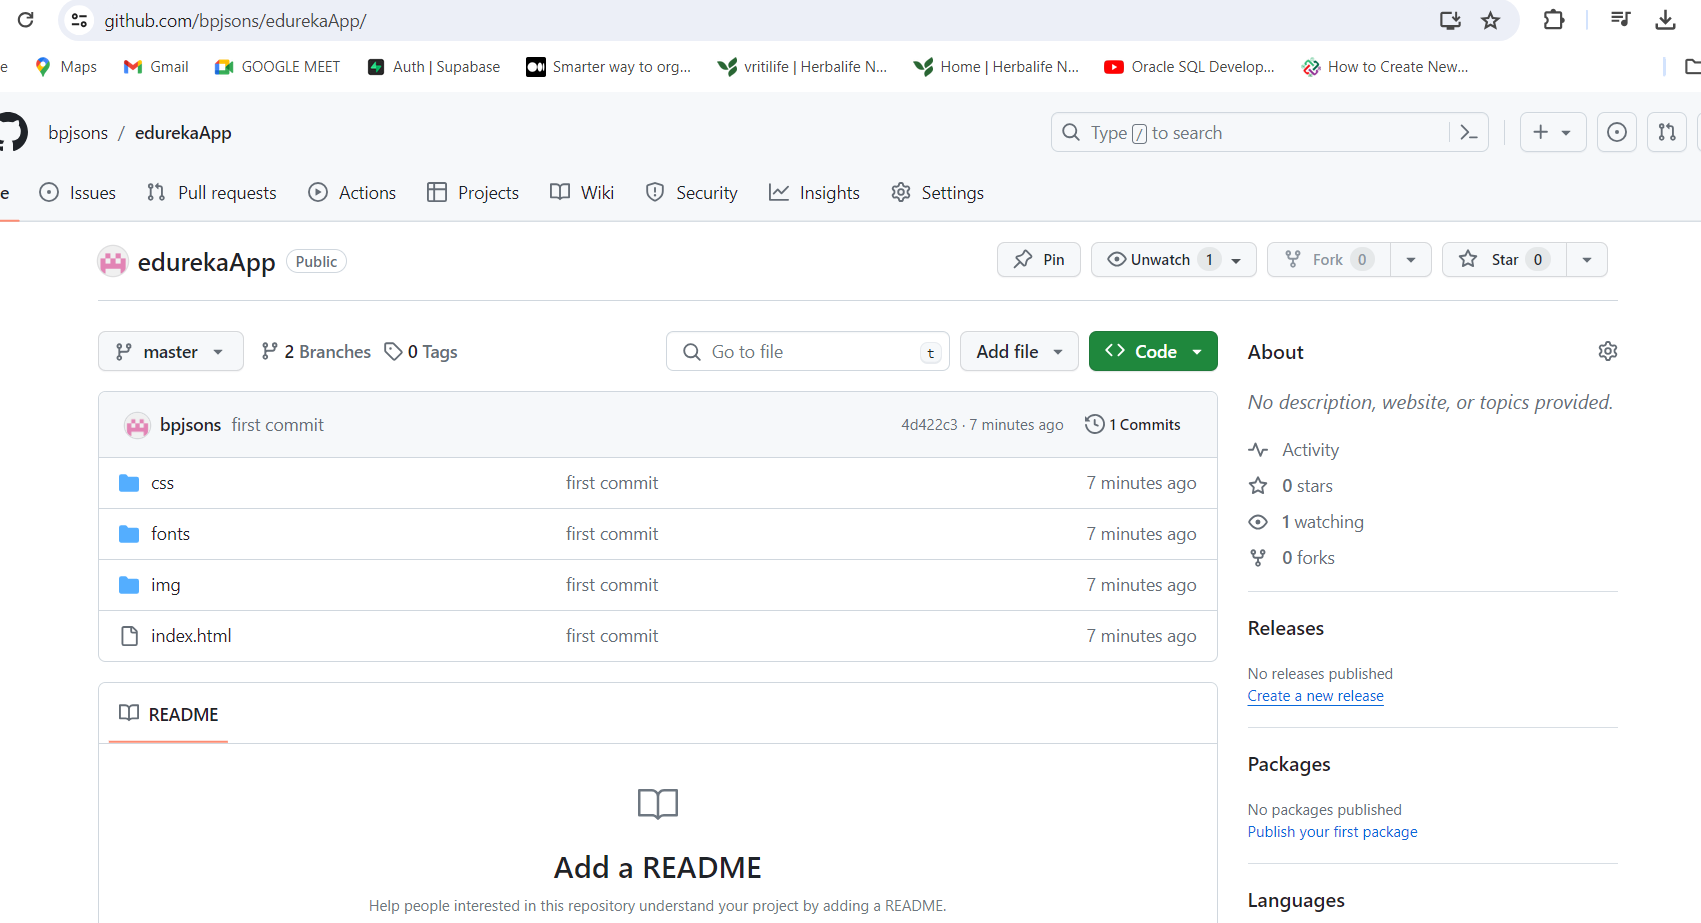 github.com/bpjsons/edurekaApp/
e Maps Gmail GOOGLE MEET Auth | Supabase Smarter way to org... vritilife | Herbalife N... Home | Herbalife N... Oracle SQL Develop... How to Create New...
bpjsons / edurekaApp Type / to search
e Issues Pull requests Actions Projects Wiki Security Insights Settings
edurekaApp Public Pin Unwatch 1 Fork 0 Star 0
master 2 Branches 0 Tags Go to file t Add file Code
About
No description, website, or topics provided.
bpjsons first commit 4d422c3 · 7 minutes ago 1 Commits
Activity
css first commit 7 minutes ago
0 stars
1 watching
fonts first commit 7 minutes ago
0 forks
img first commit 7 minutes ago
Releases
index.html first commit 7 minutes ago
No releases published
Create a new release
README
Packages
No packages published
Publish your first package
Add a README
Languages
Help people interested in this repository understand your project by adding a README.